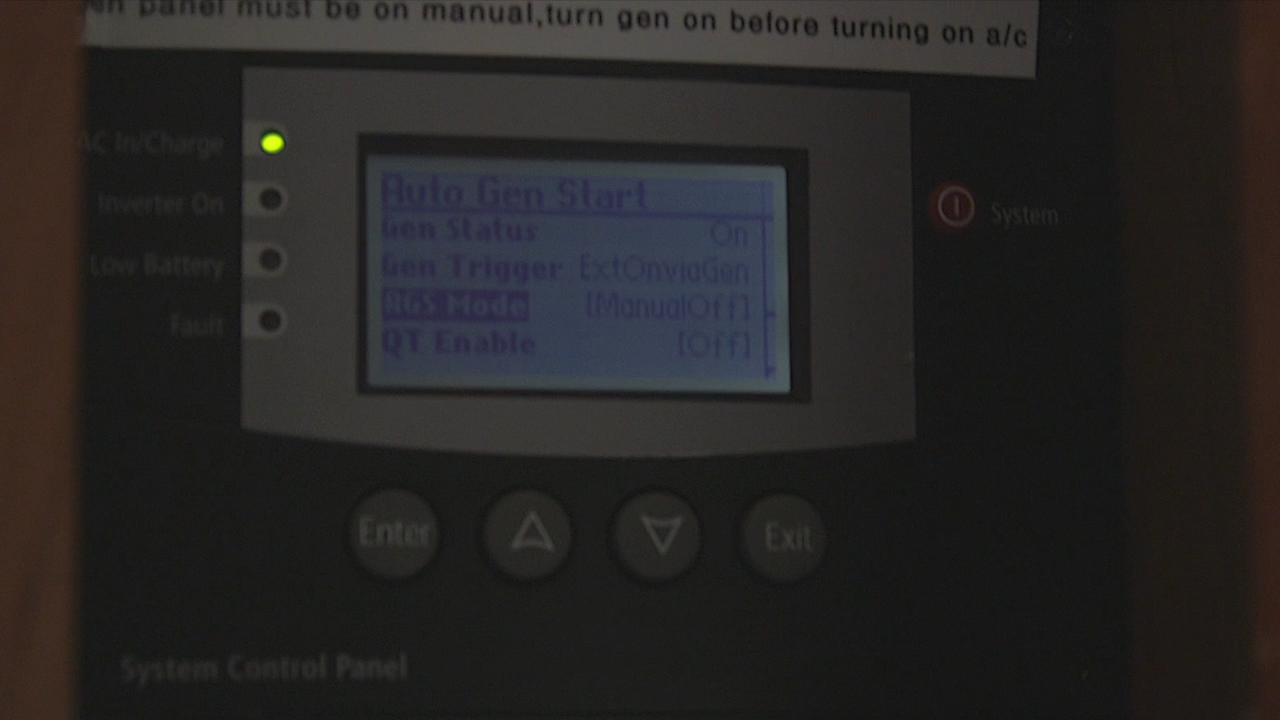 en panel must be on manual,turn gen on before turning on a/c
AC In/Charge
Inverter On
Low Battery
Fault
Auto Gen Start
Gen Status On
Gen Trigger ExtOnviaGen
AGS Mode [ManualOff]
QT Enable [Off]
System
Enter
Exit
System Control Panel